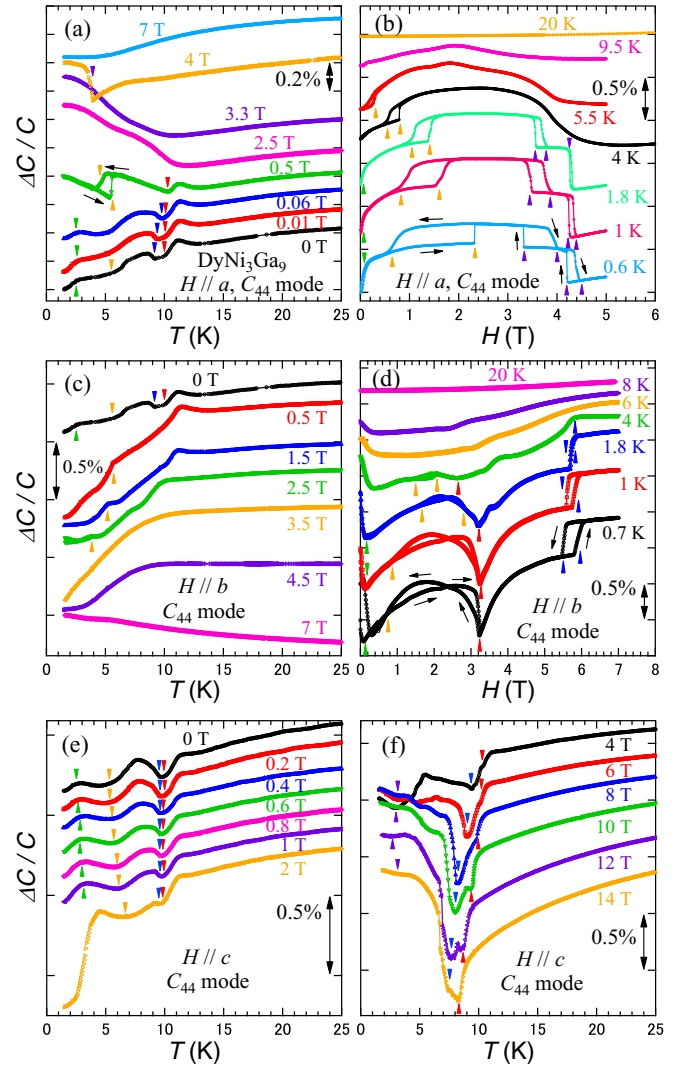 (a)
7 T
4 T
0.2%
3.3 T
2.5 T
0.5 T
0.06 T
0.01 T
0 T
DyNi3Ga9
H // a, C44 mode
ΔC / C
0 5 10 15 20 25
T (K)
(b)
20 K
9.5 K
0.5%
5.5 K
4 K
1.8 K
1 K
0.6 K
H // a, C44 mode
0 1 2 3 4 5 6
H (T)
(c)
0 T
0.5 T
0.5%
1.5 T
2.5 T
3.5 T
4.5 T
H // b
C44 mode
7 T
ΔC / C
0 5 10 15 20 25
T (K)
(d)
20 K
8 K
6 K
4 K
1.8 K
1 K
0.7 K
0.5%
H // b
C44 mode
0 1 2 3 4 5 6 7 8
H (T)
(e)
0 T
0.2 T
0.4 T
0.6 T
0.8 T
1 T
2 T
0.5%
H // c
C44 mode
ΔC / C
0 5 10 15 20 25
T (K)
(f)
4 T
6 T
8 T
10 T
12 T
14 T
0.5%
H // c
C44 mode
0 5 10 15 20 25
T (K)